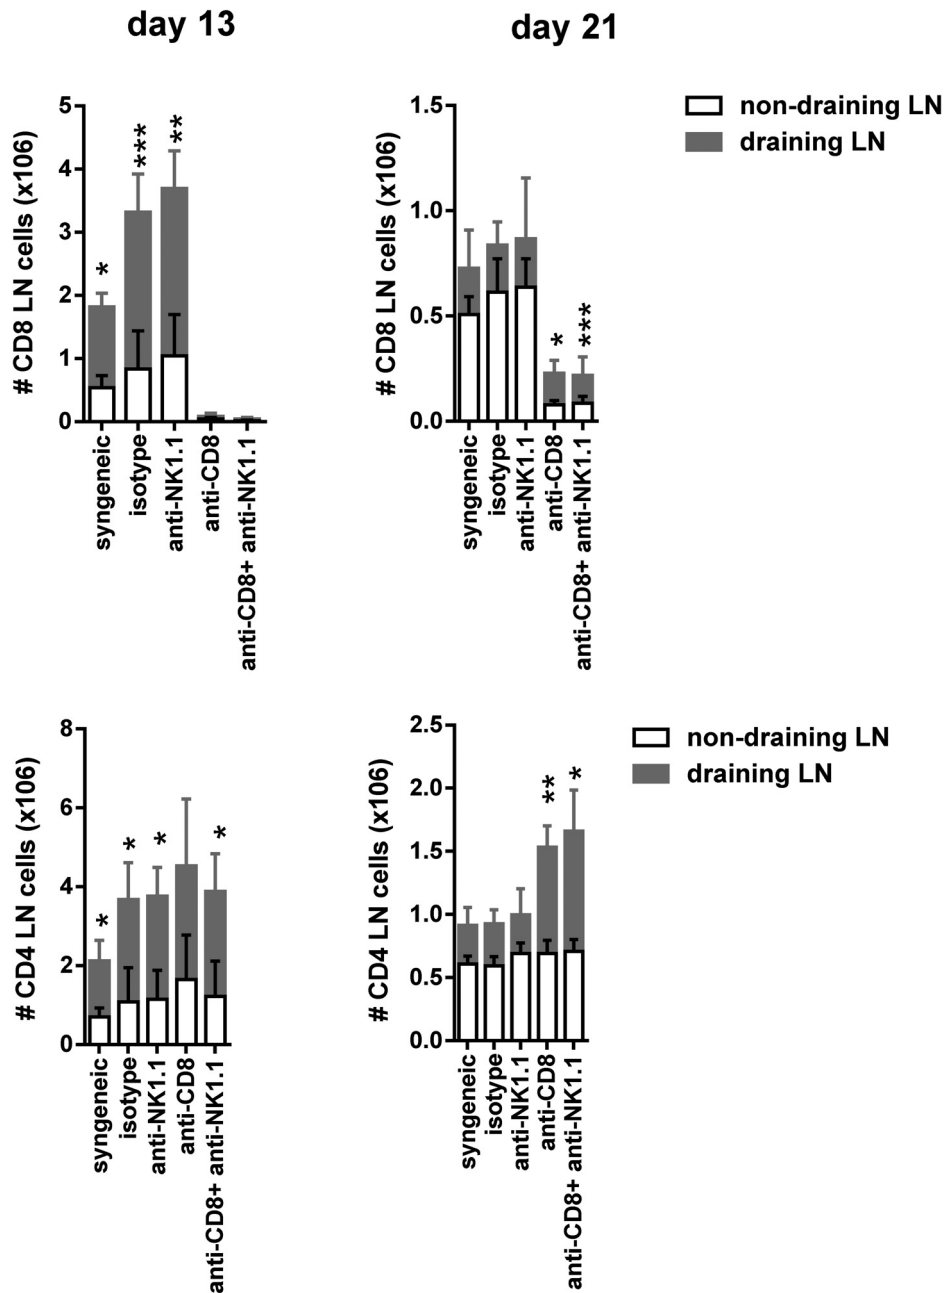 day 13
day 21
# CD8 LN cells (x106)
5
4
3
2
1
0
*
***
**
syngeneic
isotype
anti-NK1.1
anti-CD8
anti-CD8+ anti-NK1.1
# CD8 LN cells (x106)
1.5
1.0
0.5
0.0
*
***
syngeneic
isotype
anti-NK1.1
anti-CD8
anti-CD8+ anti-NK1.1
non-draining LN
draining LN
# CD4 LN cells (x106)
8
6
4
2
0
*
*
*
*
syngeneic
isotype
anti-NK1.1
anti-CD8
anti-CD8+ anti-NK1.1
# CD4 LN cells (x106)
2.5
2.0
1.5
1.0
0.5
0.0
**
*
syngeneic
isotype
anti-NK1.1
anti-CD8
anti-CD8+ anti-NK1.1
non-draining LN
draining LN